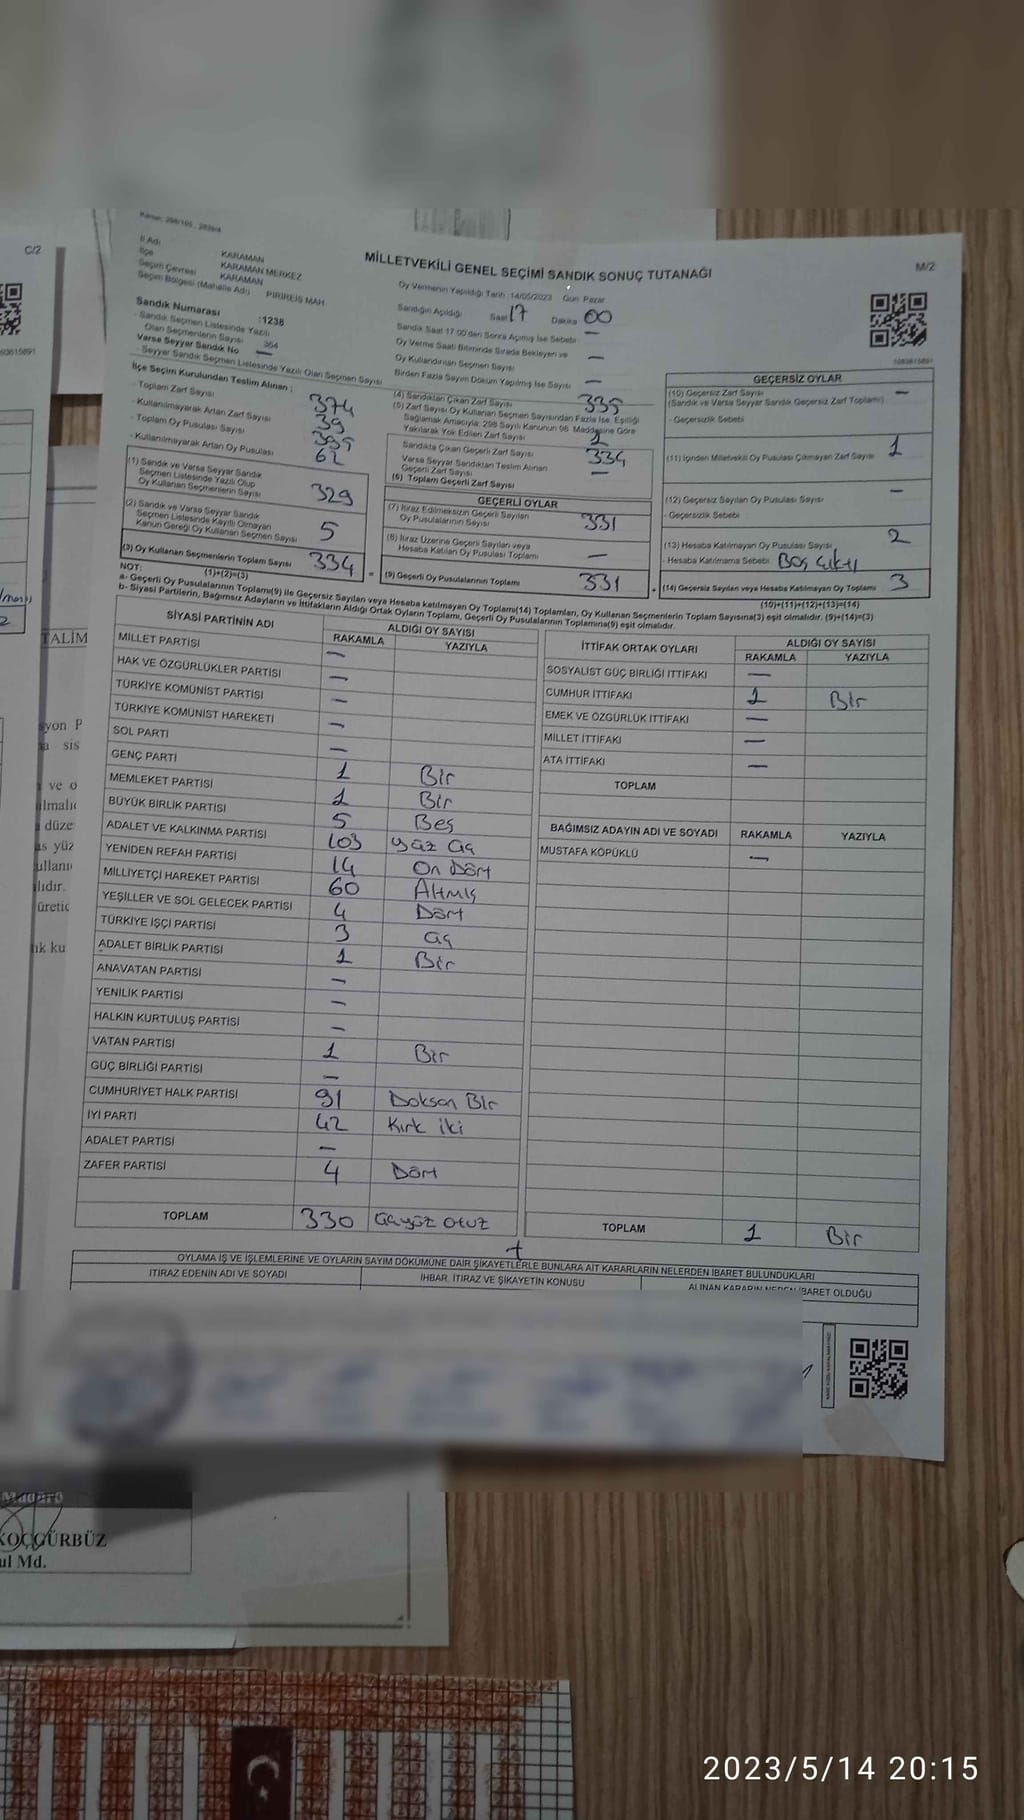 C/2
M/2
İl Adı
İlçe KARAMAN
Seçim Çevresi KARAMAN MERKEZ
Seçim Bölgesi (Mahalle Adı) KARAMAN
PİRİREİS MAH
MİLLETVEKİLİ GENEL SEÇİMİ SANDIK SONUÇ TUTANAĞI
Oy Vermenin Yapıldığı Tarih : 14/05/2023 Gün Pazar
Sandığın Açıldığı: Saat 17 Dakika 00
Sandık Saat 17:00'den Sonra Açılmış İse Sebebi —
Oy Verme Saati Bitiminde Sırada Bekleyen ve
Oy Kullandırılan Seçmen Sayısı —
Birden Fazla Sayım Döküm Yapılmış İse Sayısı —
Sandık Numarası :1238
Sandık Seçmen Listesinde Yazılı
Olan Seçmenlerin Sayısı 364
Varsa Seyyar Sandık No —
Seyyar Sandık Seçmen Listesinde Yazılı Olan Seçmen Sayısı
İlçe Seçim Kurulundan Teslim Alınan :
- Toplam Zarf Sayısı 374
- Kullanılmayarak Artan Zarf Sayısı 39
- Toplam Oy Pusulası Sayısı
- Kullanılmayarak Artan Oy Pusulası 62
(1) Sandık ve Varsa Seyyar Sandık
Seçmen Listesinde Yazılı Olup
Oy Kullanan Seçmenlerin Sayısı 329
(2) Sandık ve Varsa Seyyar Sandık
Seçmen Listesinde Kayıtlı Olmayan
Kanun Gereği Oy Kullanan Seçmen Sayısı 5
(3) Oy Kullanan Seçmenlerin Toplam Sayısı 334
(1)+(2)=(3)
(4) Sandıktan Çıkan Zarf Sayısı 335
(5) Zarf Sayısı Oy Kullanan Seçmen Sayısından Fazla İse, Eşitliği
Sağlamak Amacıyla; 298 Sayılı Kanunun 98. Maddesine Göre
Yakılarak Yok Edilen Zarf Sayısı 1
Sandıkta Çıkan Geçerli Zarf Sayısı 334
Varsa Seyyar Sandıktan Teslim Alınan
Geçerli Zarf Sayısı —
(6) Toplam Geçerli Zarf Sayısı
GEÇERLİ OYLAR
(7) İtiraz Edilmeksizin Geçerli Sayılan
Oy Pusulalarının Sayısı 331
(8) İtiraz Üzerine Geçerli Sayılan veya
Hesaba Katılan Oy Pusulası Toplamı —
(9) Geçerli Oy Pusulalarının Toplamı 331
GEÇERSİZ OYLAR
(10) Geçersiz Zarf Sayısı —
(Sandık ve Varsa Seyyar Sandık Geçersiz Zarf Toplamı)
- Geçersizlik Sebebi
(11) İçinden Milletvekili Oy Pusulası Çıkmayan Zarf Sayısı 1
(12) Geçersiz Sayılan Oy Pusulası Sayısı —
- Geçersizlik Sebebi
(13) Hesaba Katılmayan Oy Pusulası Sayısı 2
Hesaba Katılmama Sebebi Boş çıktı
(14) Geçersiz Sayılan veya Hesaba Katılmayan Oy Toplamı 3
(10)+(11)+(12)+(13)=(14)
NOT:
a- Geçerli Oy Pusulalarının Toplamı(9) ile Geçersiz Sayılan veya Hesaba katılmayan Oy Toplamı(14) Toplamları, Oy Kullanan Seçmenlerin Toplam Sayısına(3) eşit olmalıdır. (9)+(14)=(3)
b- Siyasi Partilerin, Bağımsız Adayların ve İttifakların Aldığı Ortak Oyların Toplamı, Geçerli Oy Pusulalarının Toplamına(9) eşit olmalıdır.
SİYASİ PARTİNİN ADI ALDIĞI OY SAYISI
RAKAMLA YAZIYLA
MİLLET PARTİSİ —
HAK VE ÖZGÜRLÜKLER PARTİSİ —
TÜRKİYE KOMÜNİST PARTİSİ —
TÜRKİYE KOMÜNİST HAREKETİ —
SOL PARTİ —
GENÇ PARTİ 1 Bir
MEMLEKET PARTİSİ 1 Bir
BÜYÜK BİRLİK PARTİSİ 5 Beş
ADALET VE KALKINMA PARTİSİ 103 yüz üç
YENİDEN REFAH PARTİSİ 14 On Dört
MİLLİYETÇİ HAREKET PARTİSİ 60 Altmış
YEŞİLLER VE SOL GELECEK PARTİSİ 4 Dört
TÜRKİYE İŞÇİ PARTİSİ 3 üç
ADALET BİRLİK PARTİSİ 1 Bir
ANAVATAN PARTİSİ —
YENİLİK PARTİSİ —
HALKIN KURTULUŞ PARTİSİ —
VATAN PARTİSİ 1 Bir
GÜÇ BİRLİĞİ PARTİSİ —
CUMHURİYET HALK PARTİSİ 91 Doksan Bir
İYİ PARTİ 42 Kırk iki
ADALET PARTİSİ —
ZAFER PARTİSİ 4 Dört
TOPLAM 330 üçyüz otuz
İTTİFAK ORTAK OYLARI ALDIĞI OY SAYISI
RAKAMLA YAZIYLA
SOSYALİST GÜÇ BİRLİĞİ İTTİFAKI —
CUMHUR İTTİFAKI 1 Bir
EMEK VE ÖZGÜRLÜK İTTİFAKI —
MİLLET İTTİFAKI —
ATA İTTİFAKI —
TOPLAM
BAĞIMSIZ ADAYIN ADI VE SOYADI RAKAMLA YAZIYLA
MUSTAFA KÖPÜKLÜ —
TOPLAM 1 Bir
+
OYLAMA İŞ VE İŞLEMLERİNE VE OYLARIN SAYIM DÖKÜMÜNE DAİR ŞİKAYETLERLE BUNLARA AİT KARARLARIN NELERDEN İBARET BULUNDUKLARI
İTİRAZ EDENİN ADI VE SOYADI İHBAR, İTİRAZ VE ŞİKAYETİN KONUSU ALINAN KARARIN NEDEN İBARET OLDUĞU
TALİM
syon P
a sis
ve o
düze
as yüz
ullanı
lıdır.
üretic
ık ku
Müdürü
KOÇGÜRBÜZ
ul Md.
2023/5/14 20:15